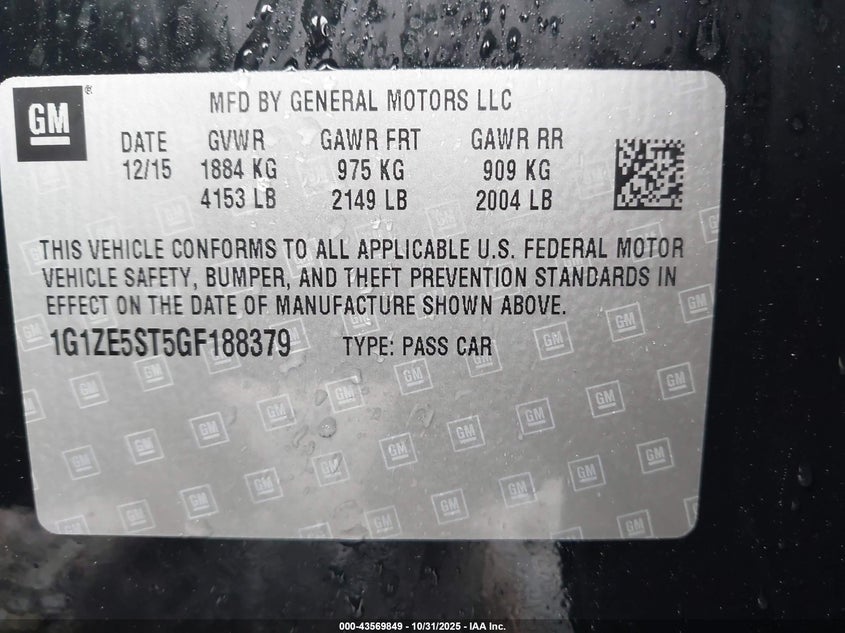 GM®
MFD BY GENERAL MOTORS LLC
DATE GVWR GAWR FRT GAWR RR
12/15 1884 KG 975 KG 909 KG
4153 LB 2149 LB 2004 LB
THIS VEHICLE CONFORMS TO ALL APPLICABLE U.S. FEDERAL MOTOR
VEHICLE SAFETY, BUMPER, AND THEFT PREVENTION STANDARDS IN
EFFECT ON THE DATE OF MANUFACTURE SHOWN ABOVE.
1G1ZE5ST5GF188379 TYPE: PASS CAR
000-43569849 - 10/31/2025 - IAA Inc.